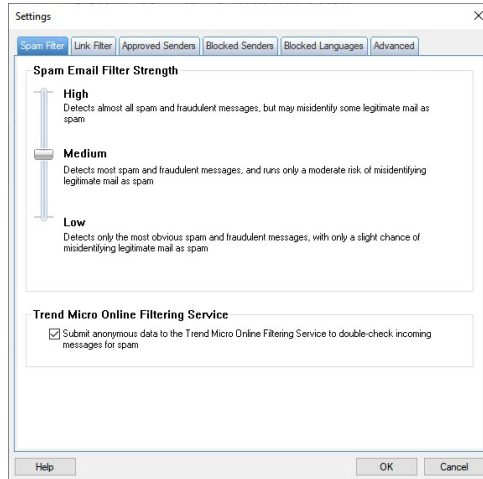 Settings
Spam Filter Link Filter Approved Senders Blocked Senders Blocked Languages Advanced
Spam Email Filter Strength
High
Detects almost all spam and fraudulent messages, but may misidentify some legitimate mail as
spam
Medium
Detects most spam and fraudulent messages, and runs only a moderate risk of misidentifying
legitimate mail as spam
Low
Detects only the most obvious spam and fraudulent messages, with only a slight chance of
misidentifying legitimate mail as spam
Trend Micro Online Filtering Service
Submit anonymous data to the Trend Micro Online Filtering Service to double-check incoming
messages for spam
Help OK Cancel